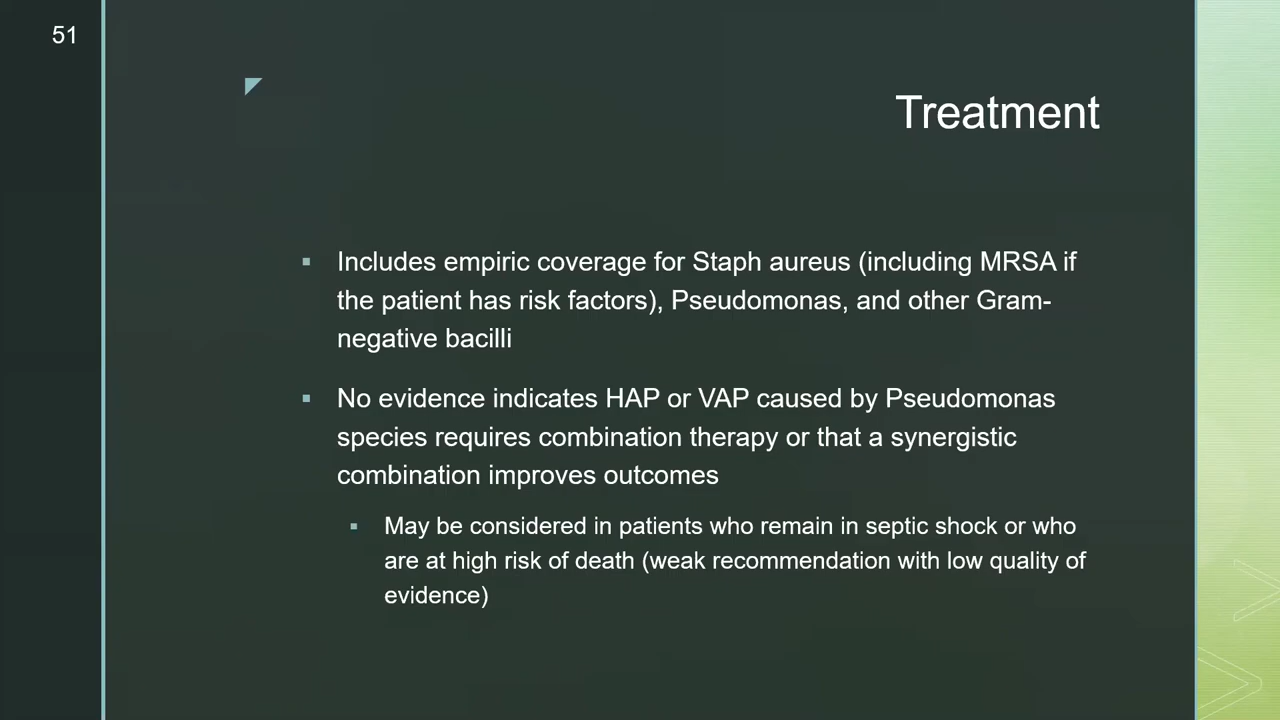 51
Treatment
▪ Includes empiric coverage for Staph aureus (including MRSA if
the patient has risk factors), Pseudomonas, and other Gram-
negative bacilli
▪ No evidence indicates HAP or VAP caused by Pseudomonas
species requires combination therapy or that a synergistic
combination improves outcomes
▪ May be considered in patients who remain in septic shock or who
are at high risk of death (weak recommendation with low quality of
evidence)